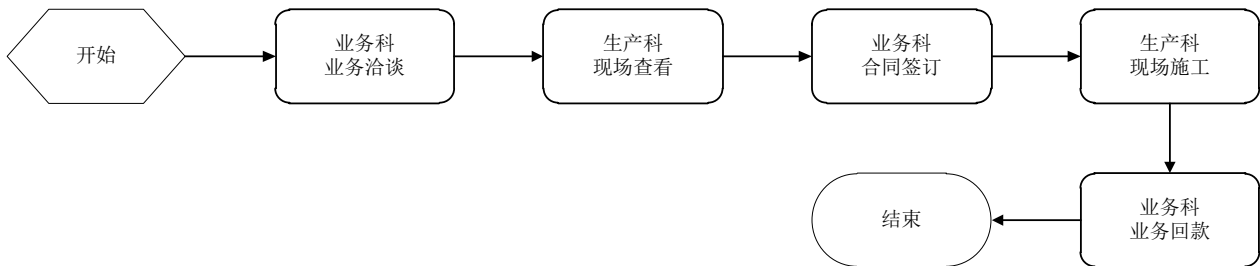 开始
业务科
业务洽谈
生产科
现场查看
业务科
合同签订
生产科
现场施工
业务科
业务回款
结束